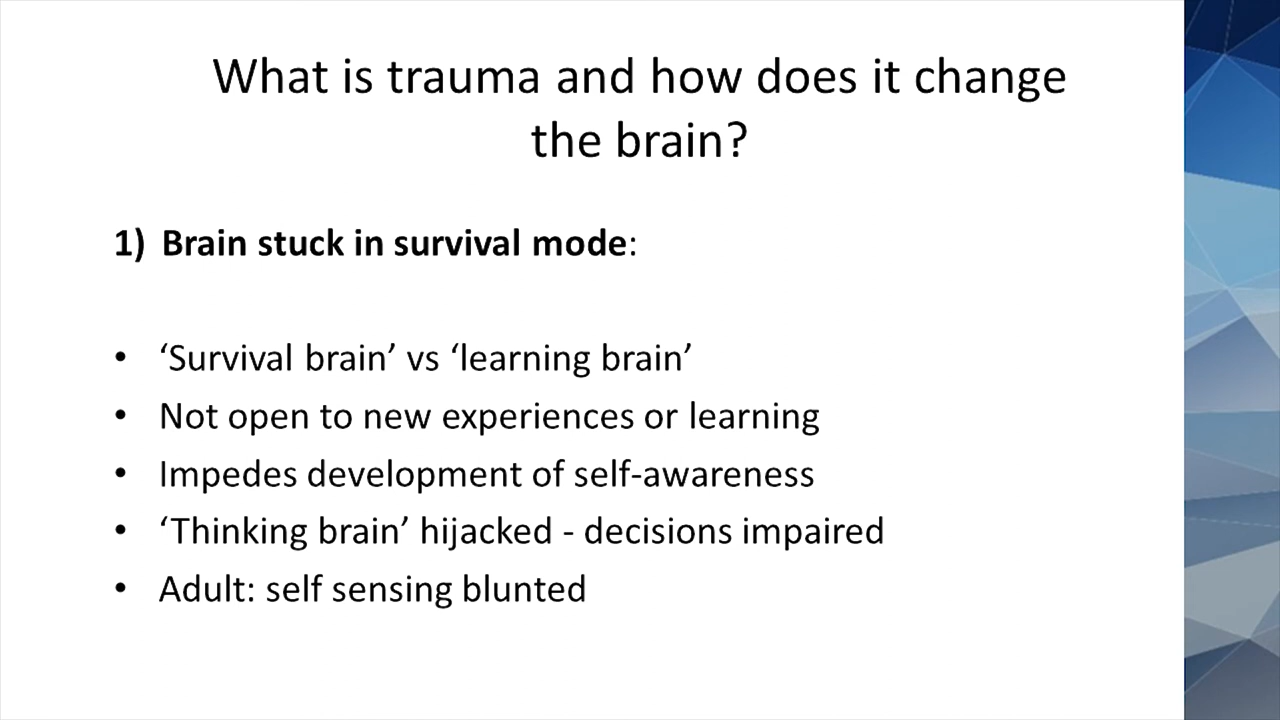 What is trauma and how does it change
the brain?
1) Brain stuck in survival mode:
• ‘Survival brain’ vs ‘learning brain’
• Not open to new experiences or learning
• Impedes development of self-awareness
• ‘Thinking brain’ hijacked - decisions impaired
• Adult: self sensing blunted